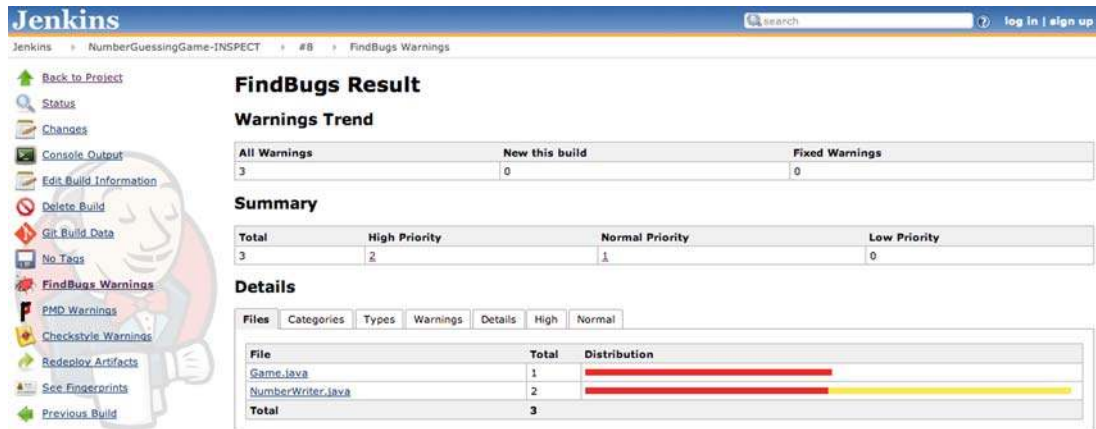 Jenkins
search
? log in | sign up
Jenkins NumberGuessingGame-INSPECT #8 FindBugs Warnings
Back to Project
Status
Changes
Console Output
Edit Build Information
Delete Build
Git Build Data
No Tags
FindBugs Warnings
PMD Warnings
Checkstyle Warnings
Redeploy Artifacts
See Fingerprints
Previous Build
FindBugs Result
Warnings Trend
All Warnings New this build Fixed Warnings
3 0 0
Summary
Total High Priority Normal Priority Low Priority
3 2 1 0
Details
Files Categories Types Warnings Details High Normal
File Total Distribution
Game.java 1
NumberWriter.java 2
Total 3